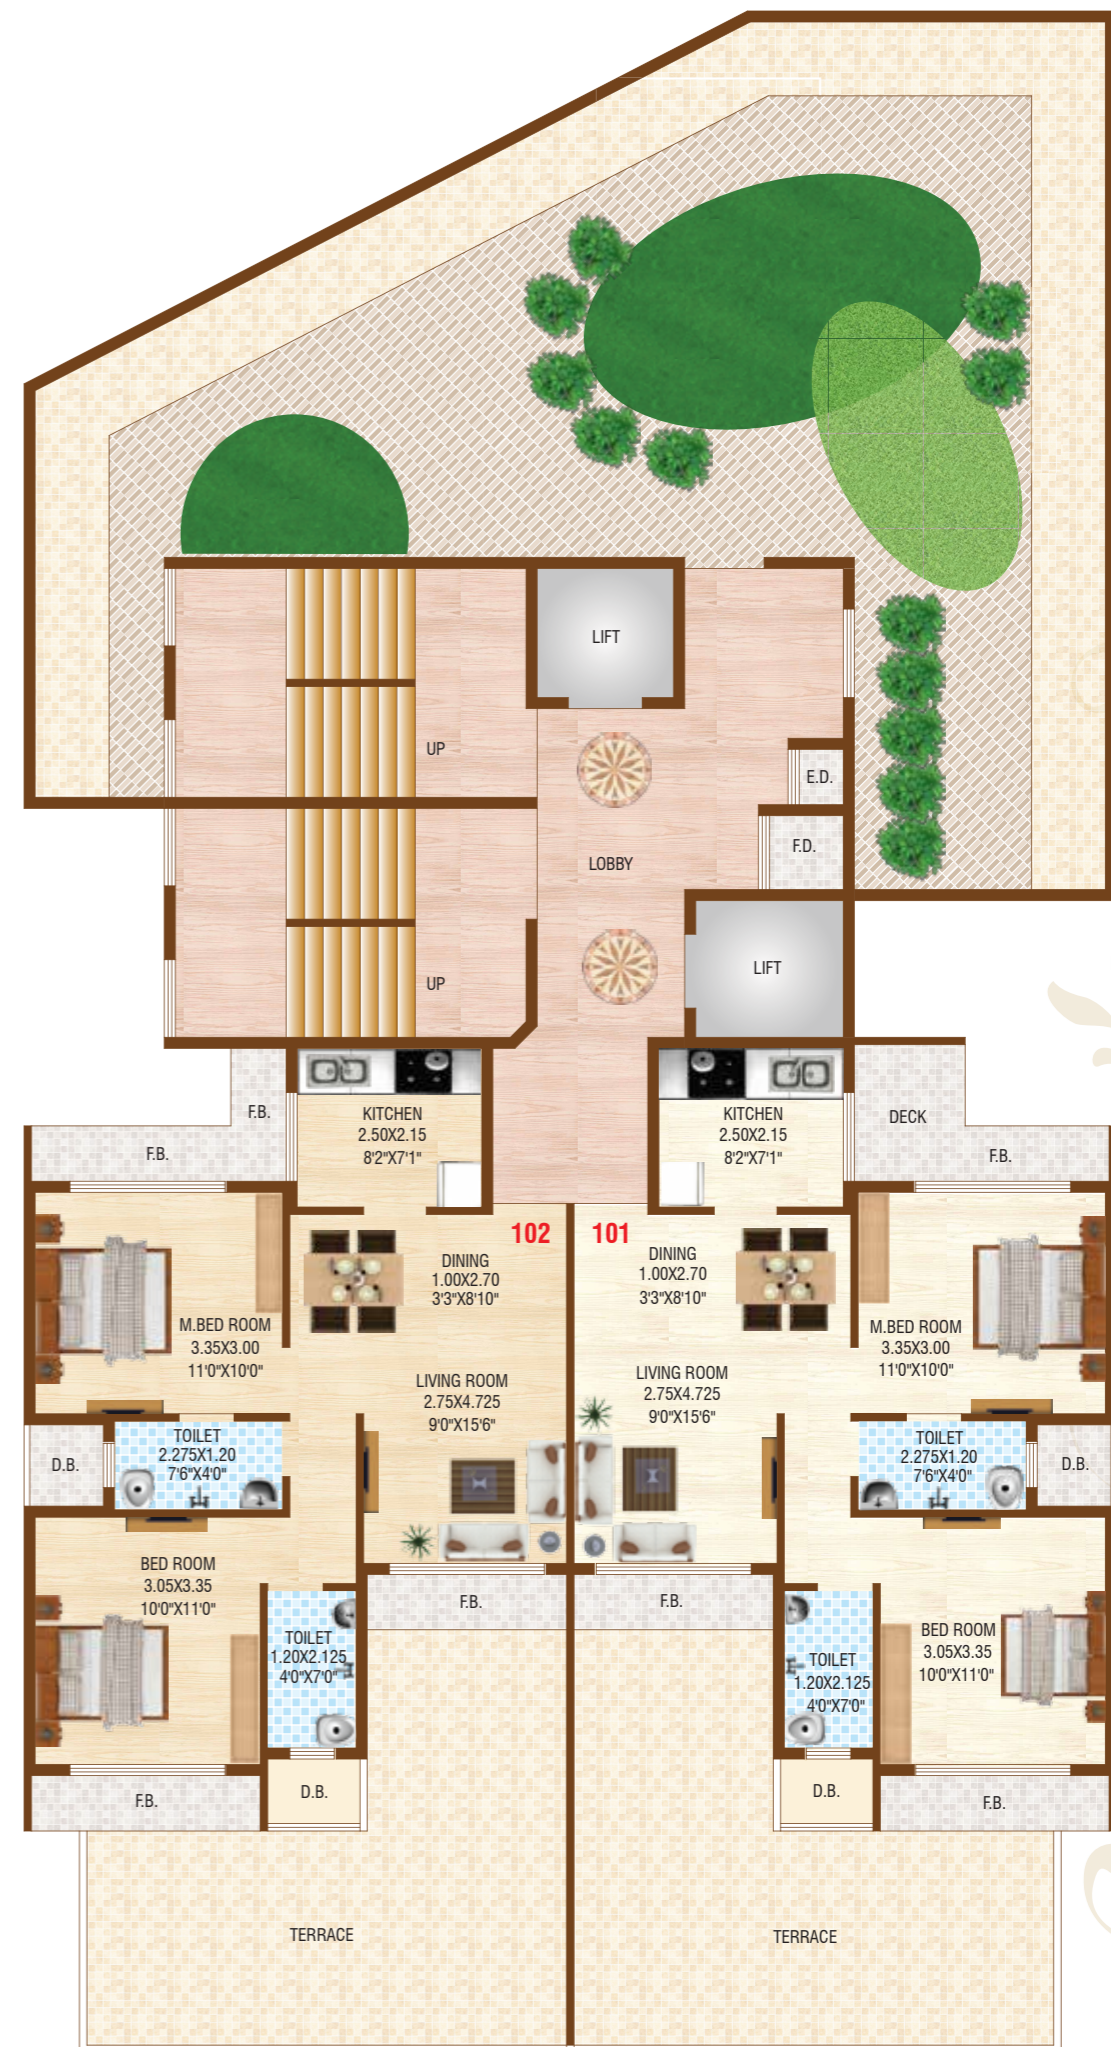 LIFT
UP
E.D.
F.D.
LOBBY
LIFT
UP
F.B.
F.B.
KITCHEN
2.50X2.15
8'2"X7'1"
KITCHEN
2.50X2.15
8'2"X7'1"
DECK
F.B.
102
101
DINING
1.00X2.70
3'3"X8'10"
DINING
1.00X2.70
3'3"X8'10"
M.BED ROOM
3.35X3.00
11'0"X10'0"
M.BED ROOM
3.35X3.00
11'0"X10'0"
LIVING ROOM
2.75X4.725
9'0"X15'6"
LIVING ROOM
2.75X4.725
9'0"X15'6"
D.B.
TOILET
2.275X1.20
7'6"X4'0"
TOILET
2.275X1.20
7'6"X4'0"
D.B.
BED ROOM
3.05X3.35
10'0"X11'0"
F.B.
F.B.
TOILET
1.20X2.125
4'0"X7'0"
TOILET
1.20X2.125
4'0"X7'0"
BED ROOM
3.05X3.35
10'0"X11'0"
F.B.
D.B.
D.B.
F.B.
TERRACE
TERRACE